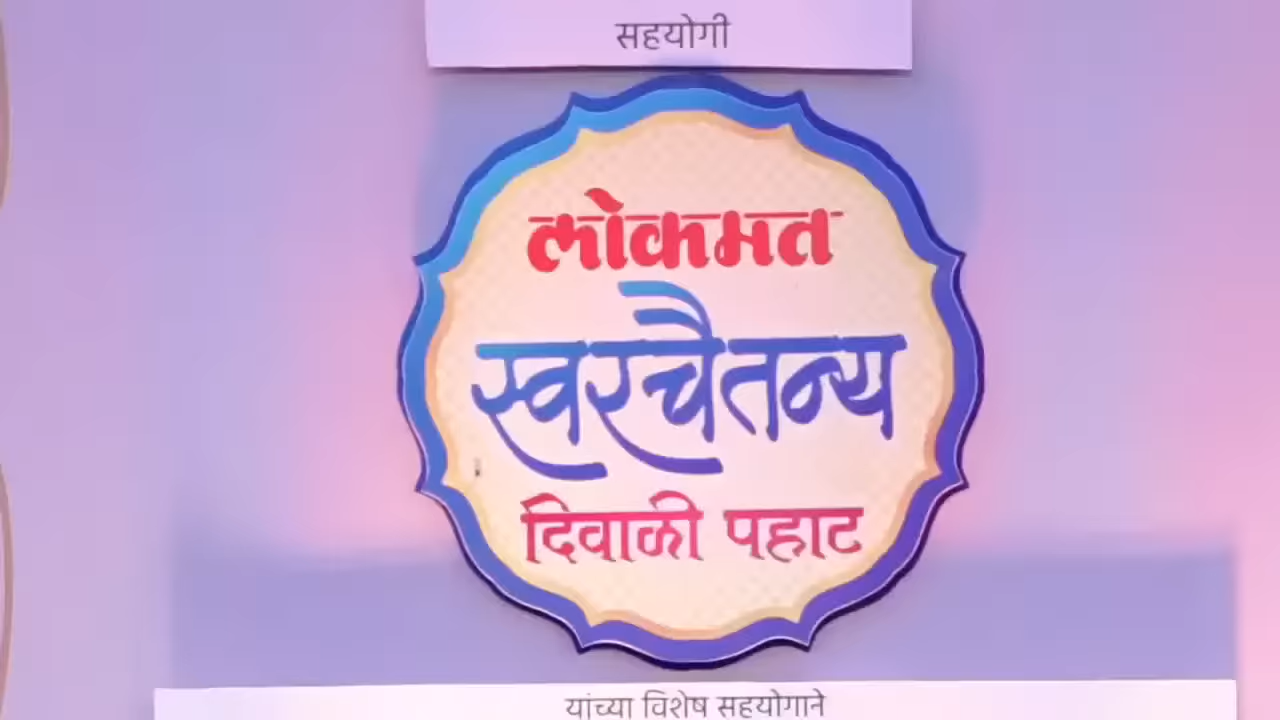 सहयोगी
लोकमत
स्वरचैतन्य
दिवाळी पहाट
यांच्या विशेष सहयोगाने